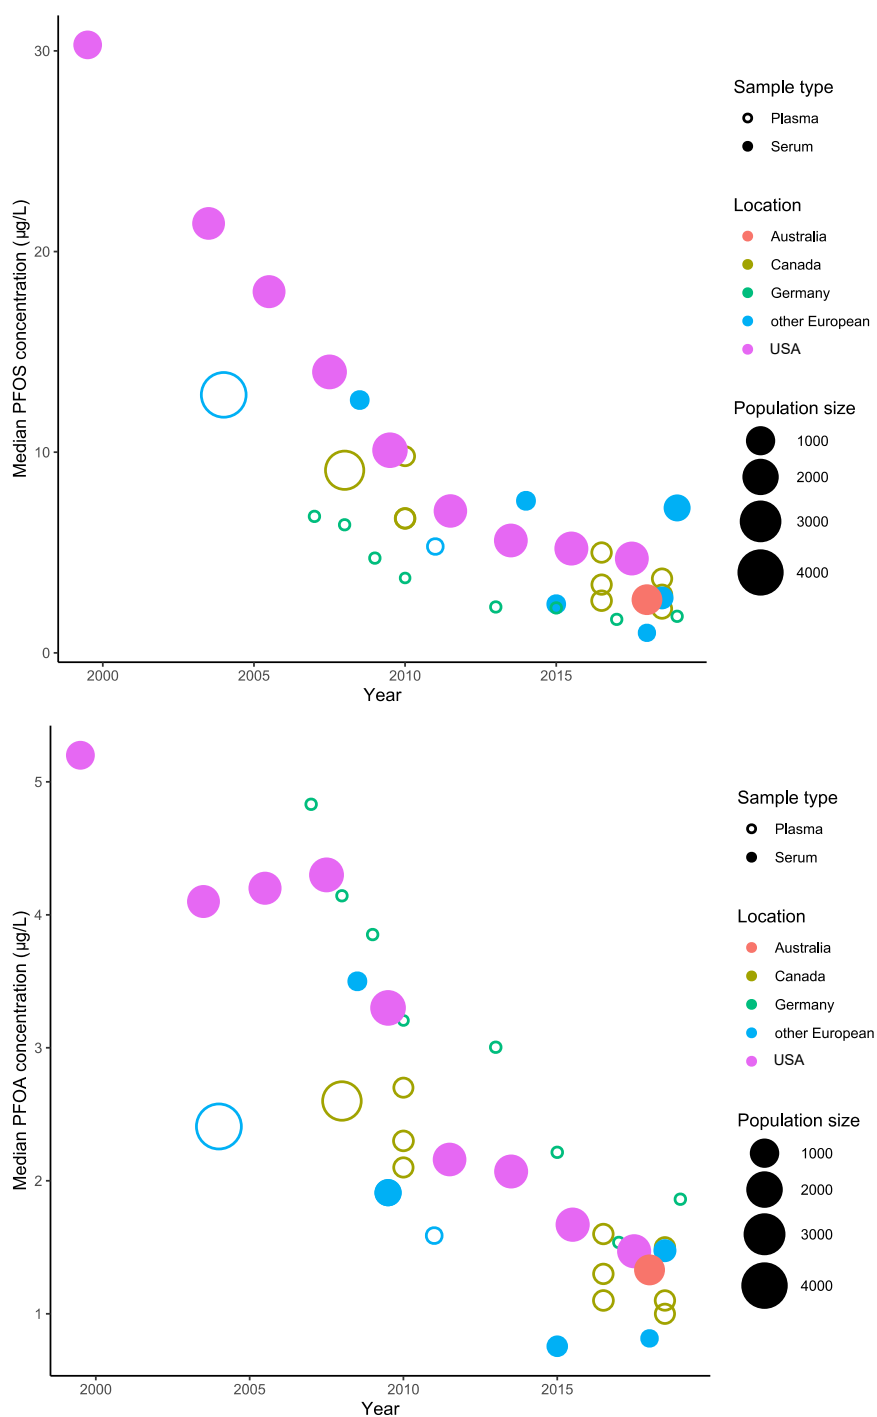 30
20
10
0
Median PFOS concentration (µg/L)
2000
2005
2010
2015
Year
Sample type
Plasma
Serum
Location
Australia
Canada
Germany
other European
USA
Population size
1000
2000
3000
4000
5
4
3
2
1
Median PFOA concentration (µg/L)
2000
2005
2010
2015
Year
Sample type
Plasma
Serum
Location
Australia
Canada
Germany
other European
USA
Population size
1000
2000
3000
4000